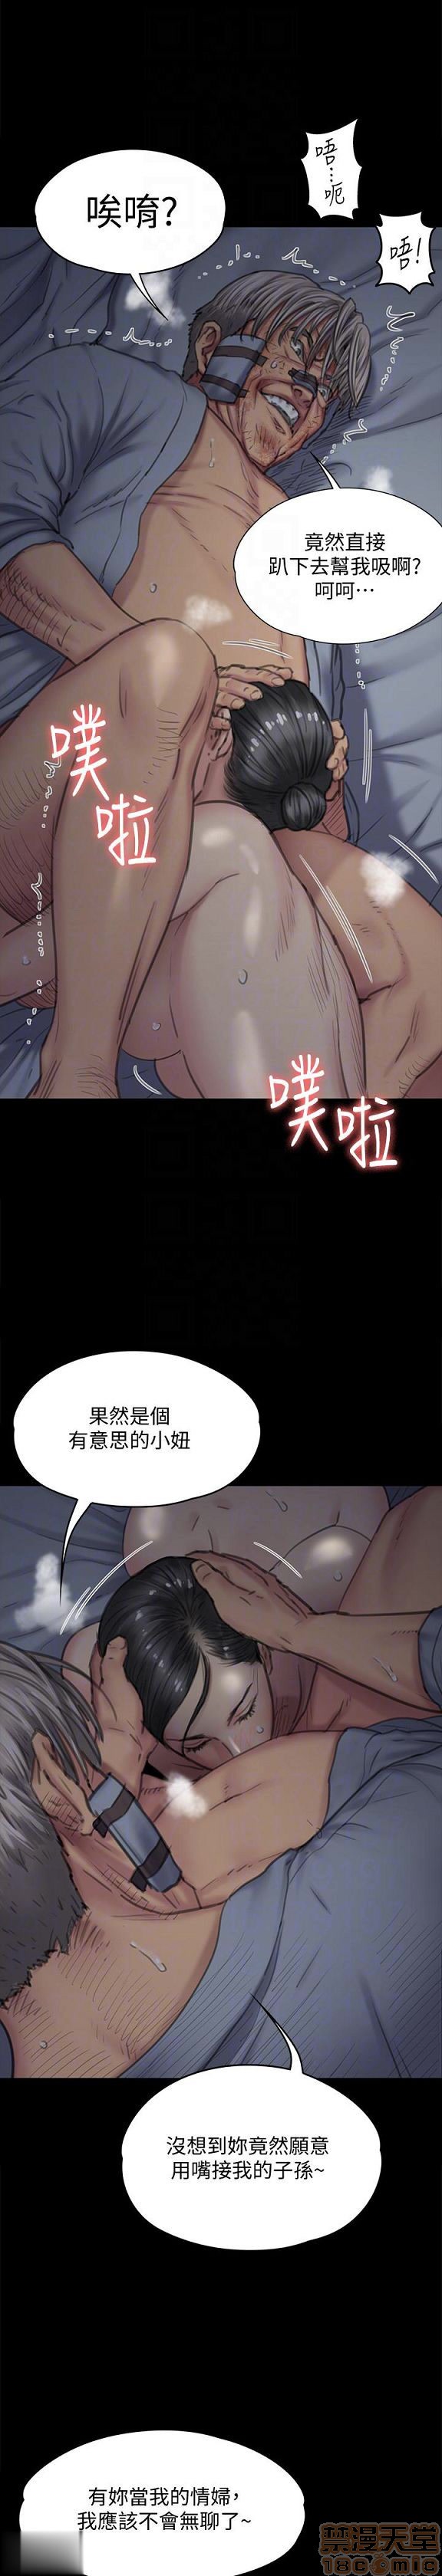 唔…呃
唉唷?
唔!
竟然直接
趴下去幫我吸啊?
呵呵…
噗
啦
噗
啦
果然是個
有意思的小妞
沒想到妳竟然願意
用嘴接我的子孫~
有妳當我的情婦，
我應該不會無聊了~
禁漫天堂
-18COMIC-